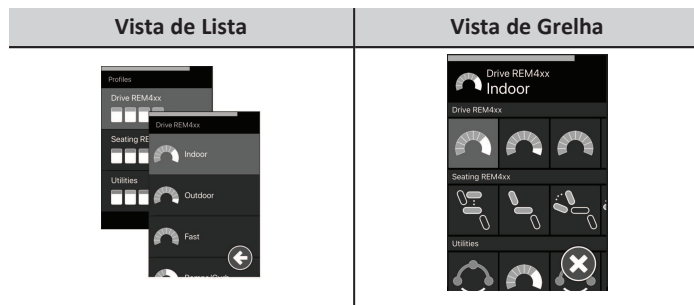 Vista de Lista
Vista de Grelha
Profiles
Drive REM4xx
Seating RE
Utilities
Drive REM4xx
Indoor
Outdoor
Fast
Drive REM4xx
Indoor
Drive REM4xx
Seating REM4xx
Utilities